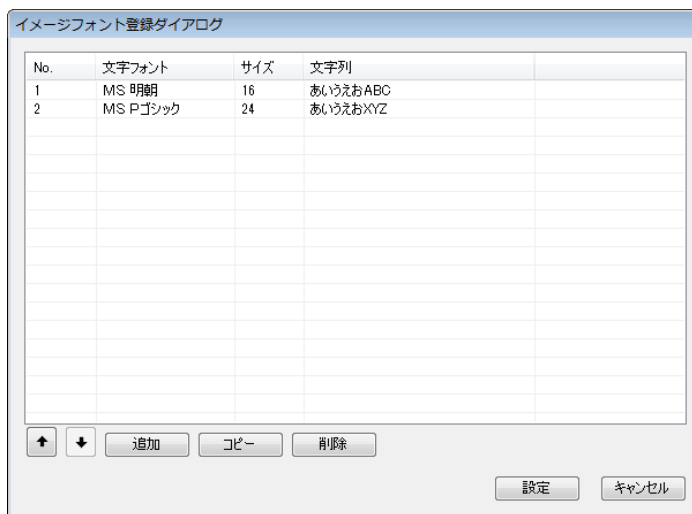 イメージフォント登録ダイアログ
No. 文字フォント サイズ 文字列
1 MS 明朝 16 あいうえおABC
2 MS Pゴシック 24 あいうえおXYZ
追加 コピー 削除
設定 キャンセル